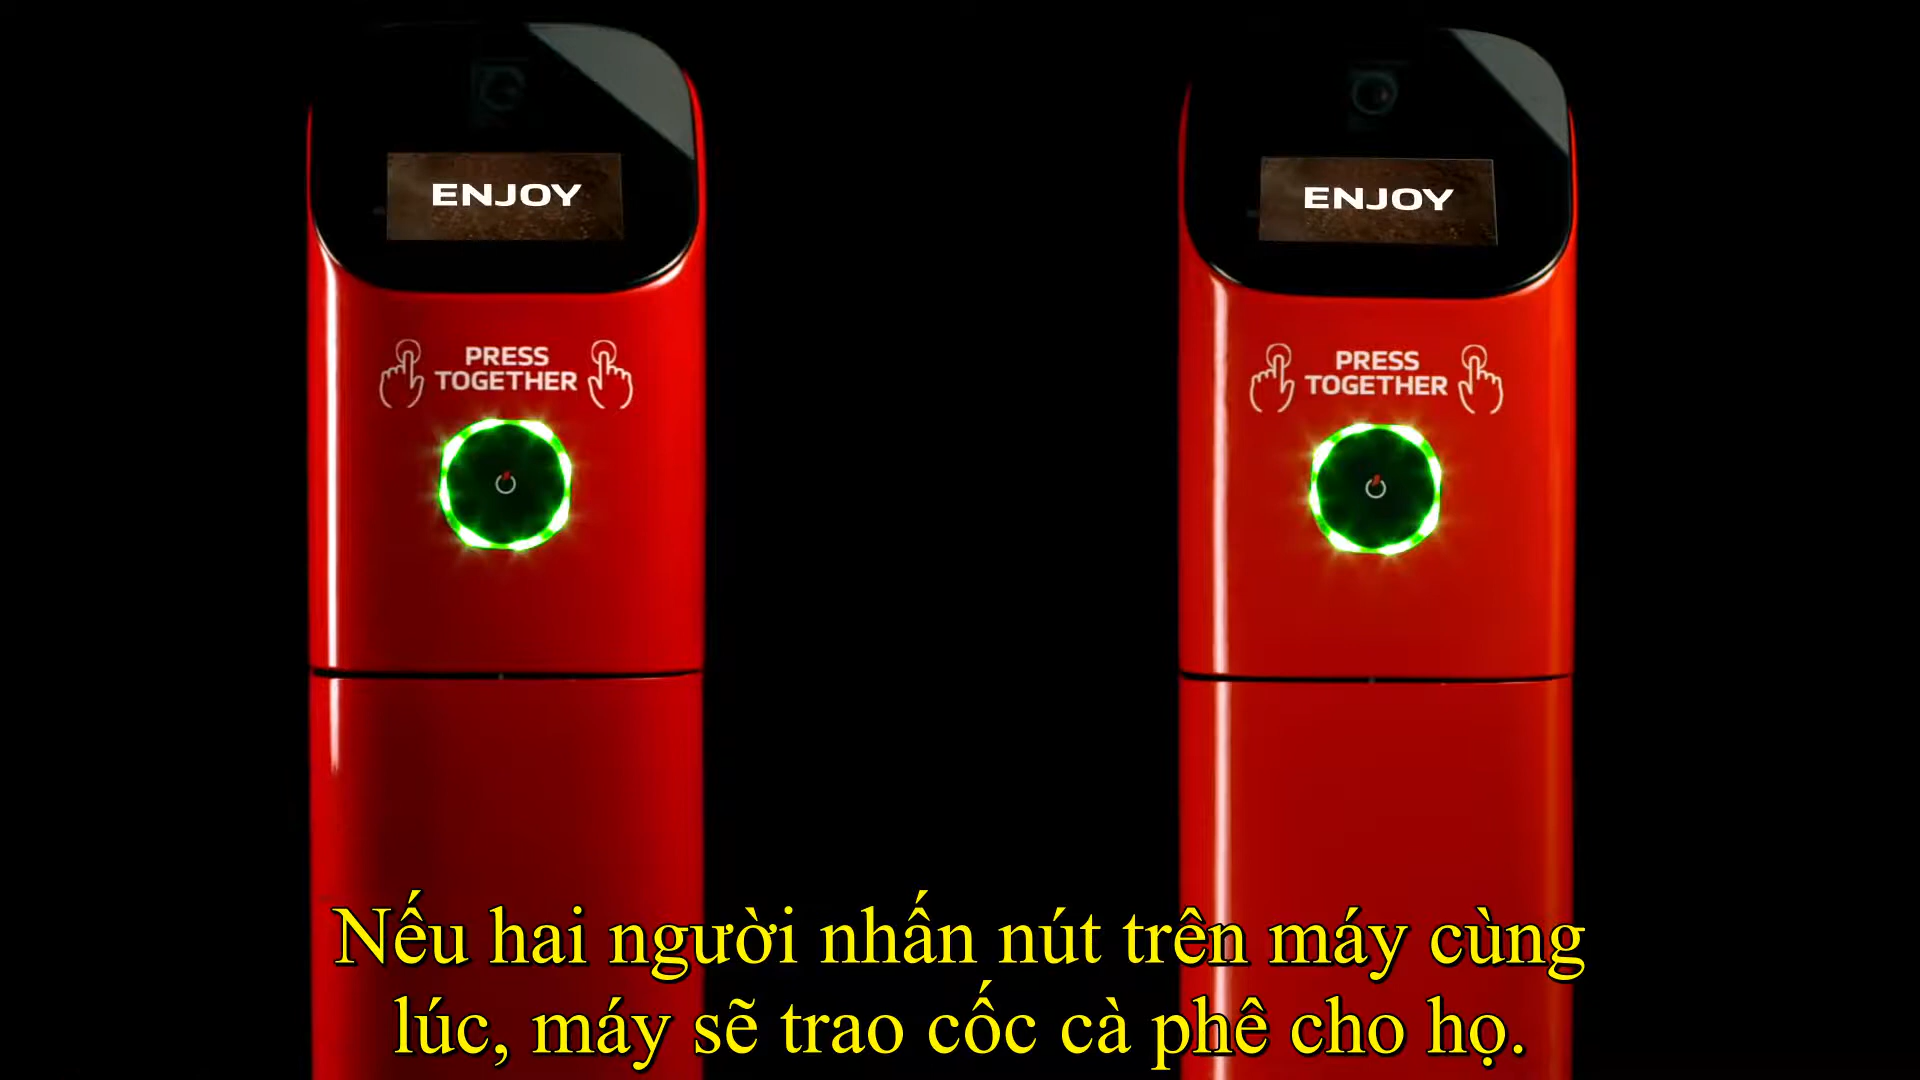 ENJOY
ENJOY
PRESS
TOGETHER
PRESS
TOGETHER
Nếu hai người nhấn nút trên máy cùng
lúc, máy sẽ trao cốc cà phê cho họ.